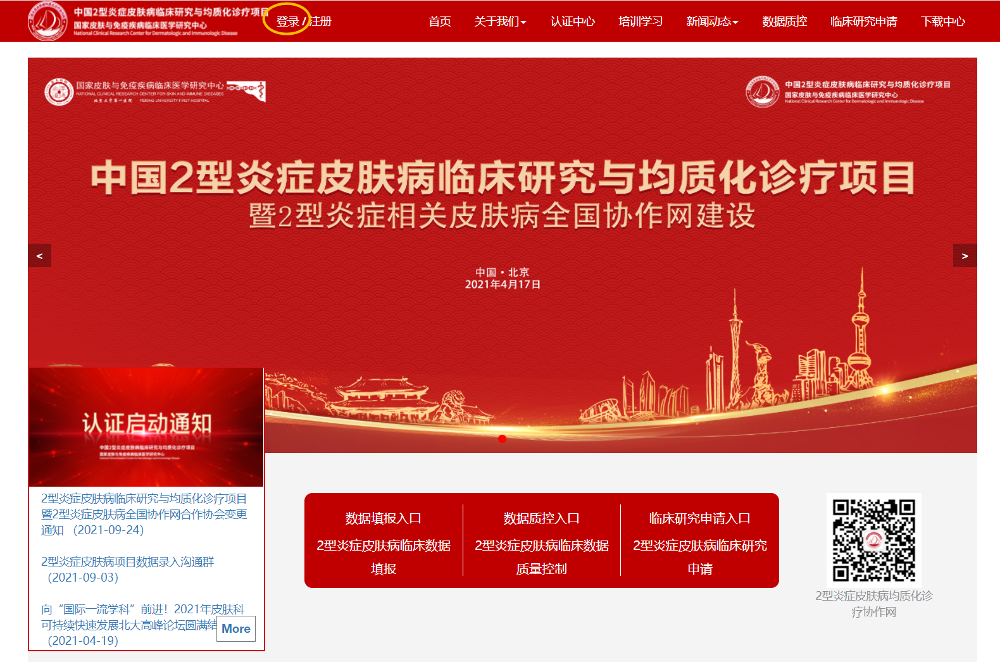 中国2型炎症皮肤病临床研究与均质化诊疗项目
国家皮肤与免疫疾病临床医学研究中心
National Clinical Research Center for Dermatologic and Immunologic Disease
登录 / 注册
首页 关于我们 认证中心 培训学习 新闻动态 数据质控 临床研究申请 下载中心
国家皮肤与免疫疾病临床医学研究中心
NATIONAL CLINICAL RESEARCH CENTER FOR SKIN AND IMMUNE DISEASES
北京大学第一医院 PEKING UNIVERSITY FIRST HOSPITAL
中国2型炎症皮肤病临床研究与均质化诊疗项目
国家皮肤与免疫疾病临床医学研究中心
National Clinical Research Center for Dermatologic and Immunologic Disease
中国2型炎症皮肤病临床研究与均质化诊疗项目
暨2型炎症相关皮肤病全国协作网建设
< >
中国·北京
2021年4月17日
认证启动通知
中国2型炎症皮肤病临床研究与均质化诊疗项目
国家皮肤与免疫疾病临床医学研究中心
2型炎症皮肤病临床研究与均质化诊疗项目
暨2型炎症皮肤病全国协作网合作协会变更
通知 （2021-09-24）
2型炎症皮肤病项目数据录入沟通群
（2021-09-03）
向“国际一流学科”前进！2021年皮肤科
可持续快速发展北大高峰论坛圆满结
（2021-04-19）
More
数据填报入口
2型炎症皮肤病临床数据
填报
数据质控入口
2型炎症皮肤病临床数据
质量控制
临床研究申请入口
2型炎症皮肤病临床研究
申请
2型炎症皮肤病均质化诊
疗协作网